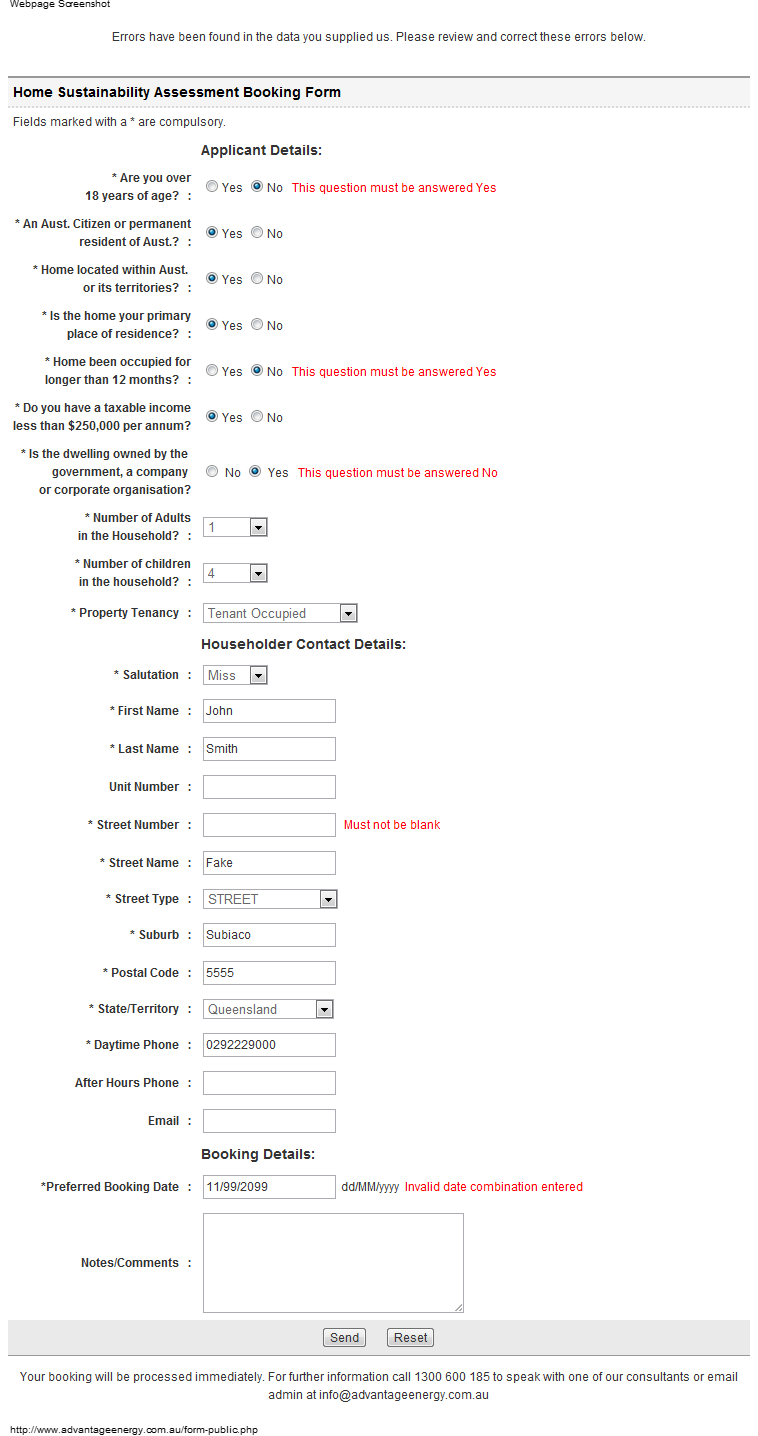 Webpage Screenshot
Errors have been found in the data you supplied us. Please review and correct these errors below.
Home Sustainability Assessment Booking Form
Fields marked with a * are compulsory.
Applicant Details:
* Are you over
18 years of age? : Yes No This question must be answered Yes
* An Aust. Citizen or permanent
resident of Aust.? : Yes No
* Home located within Aust.
or its territories? : Yes No
* Is the home your primary
place of residence? : Yes No
* Home been occupied for
longer than 12 months? : Yes No This question must be answered Yes
* Do you have a taxable income
less than $250,000 per annum? Yes No
* Is the dwelling owned by the
government, a company
or corporate organisation? No Yes This question must be answered No
* Number of Adults
in the Household? : 1
* Number of children
in the household? : 4
* Property Tenancy : Tenant Occupied
Householder Contact Details:
* Salutation : Miss
* First Name : John
* Last Name : Smith
Unit Number :
* Street Number : Must not be blank
* Street Name : Fake
* Street Type : STREET
* Suburb : Subiaco
* Postal Code : 5555
* State/Territory : Queensland
* Daytime Phone : 0292229000
After Hours Phone :
Email :
Booking Details:
*Preferred Booking Date : 11/99/2099 dd/MM/yyyy Invalid date combination entered
Notes/Comments :
Send Reset
Your booking will be processed immediately. For further information call 1300 600 185 to speak with one of our consultants or email
admin at info@advantageenergy.com.au
http://www.advantageenergy.com.au/form-public.php